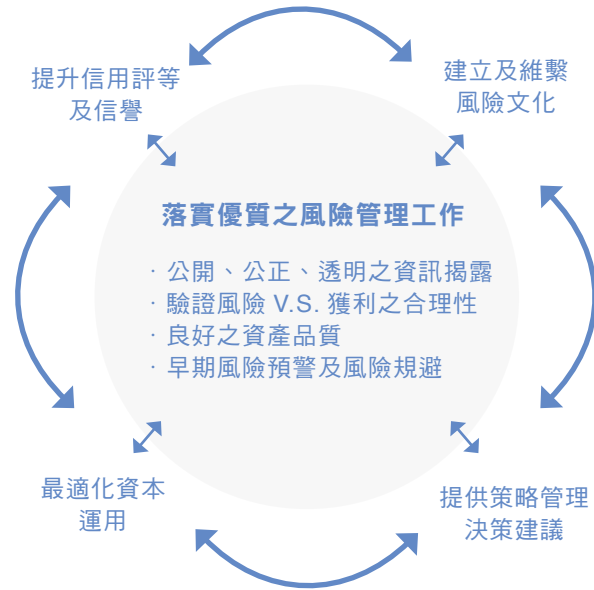 提升信用評等
及信譽
建立及維繫
風險文化
落實優質之風險管理工作
· 公開、公正、透明之資訊揭露
· 驗證風險 V.S. 獲利之合理性
· 良好之資產品質
· 早期風險預警及風險規避
最適化資本
運用
提供策略管理
決策建議